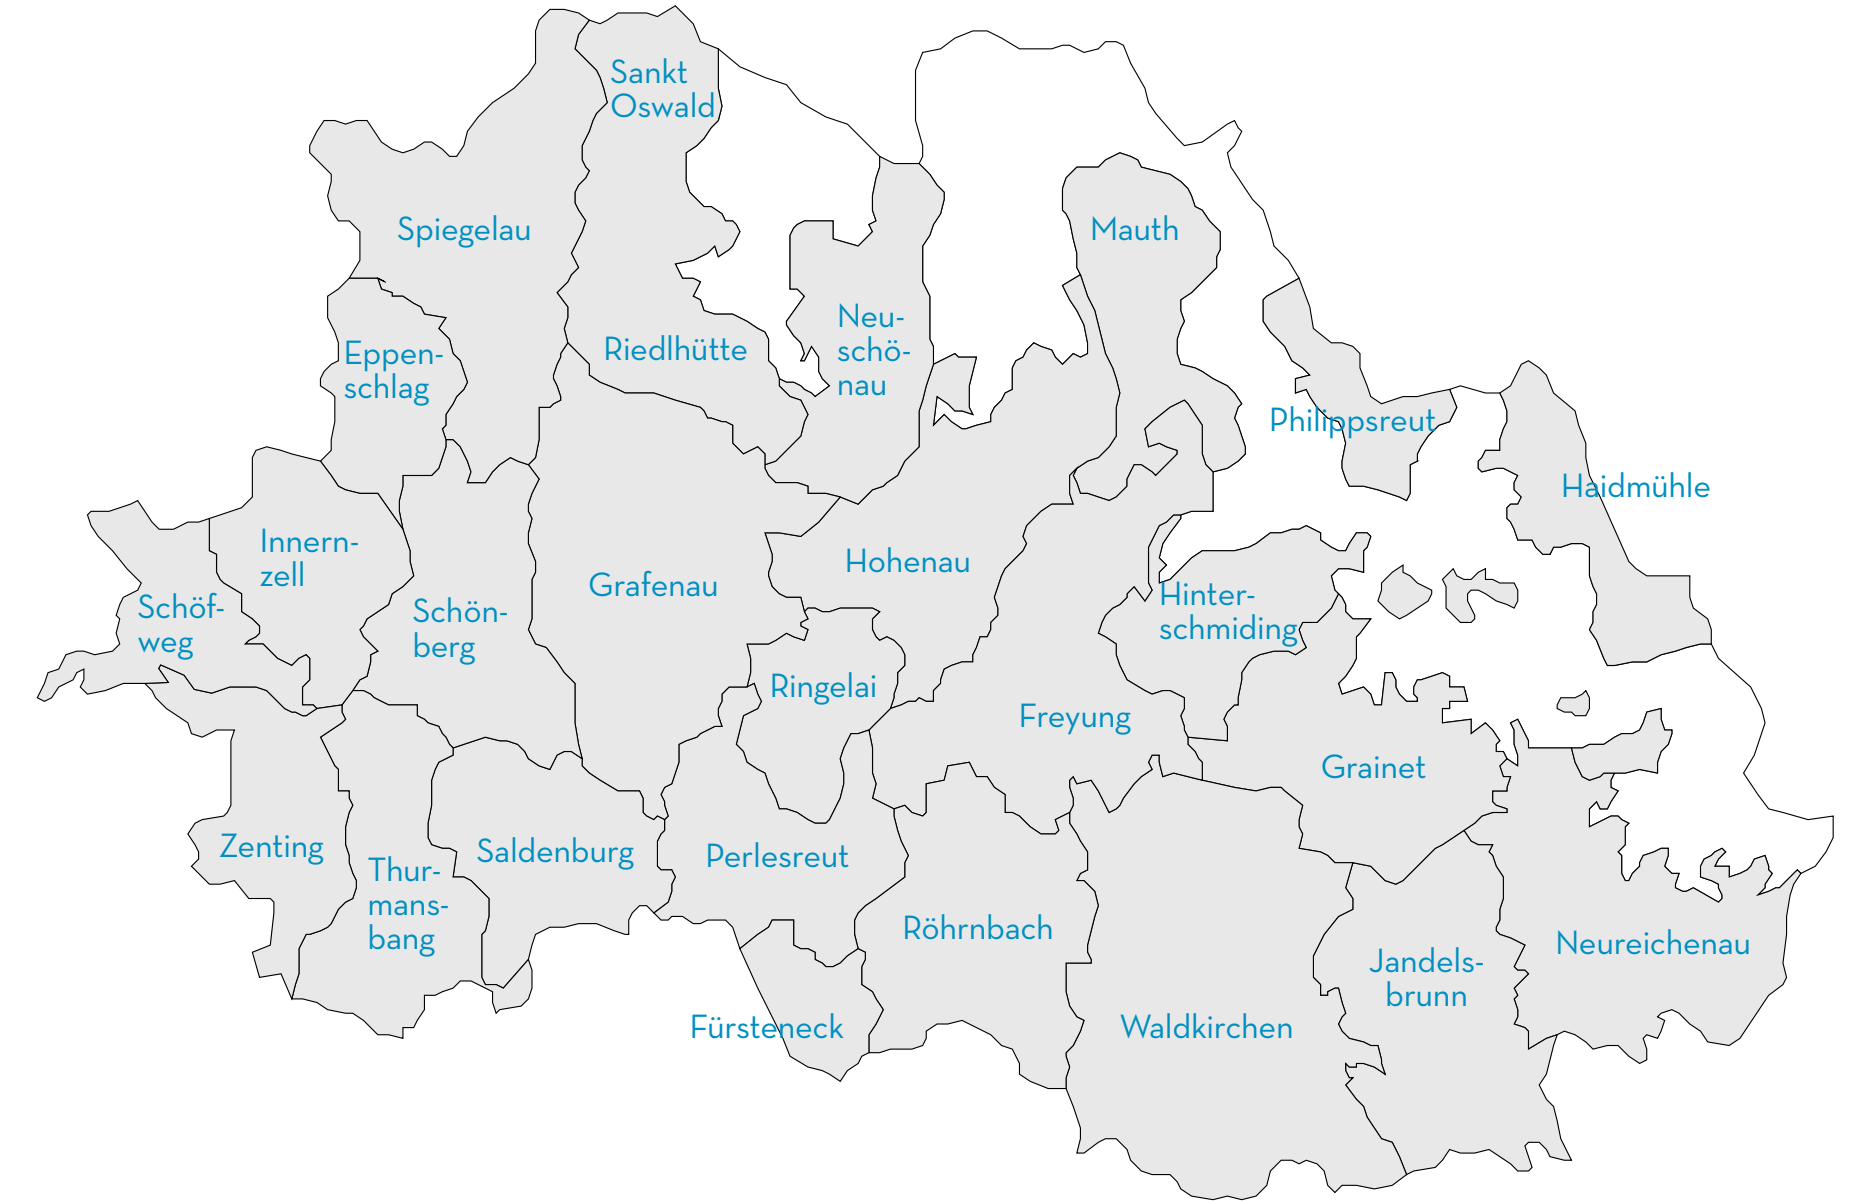 Sankt
Oswald
Spiegelau
Mauth
Neu-
schö-
nau
Riedlhütte
Eppen-
schlag
Philippsreut
Haidmühle
Innern-
zell
Hohenau
Grafenau
Schöf-
weg
Schön-
berg
Hinter-
schmiding
Ringelai
Freyung
Grainet
Zenting
Saldenburg
Perlesreut
Thur-
mans-
bang
Röhrnbach
Neureichenau
Jandels-
brunn
Fürsteneck
Waldkirchen